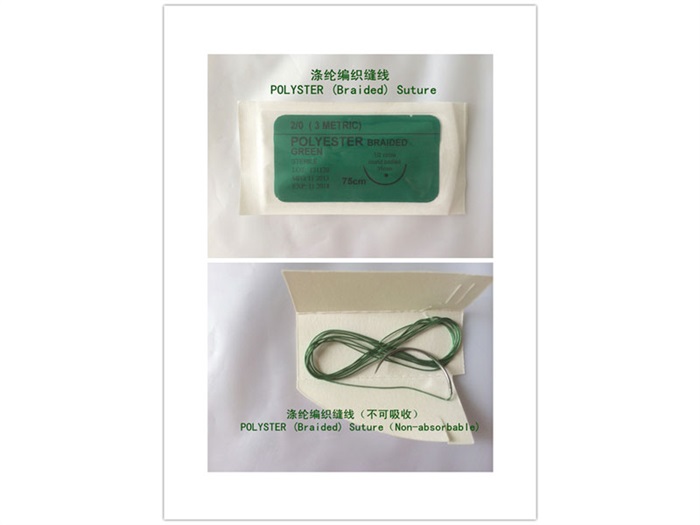 涤纶编织缝线
POLYSTER (Braided) Suture
2/0 (3 METRIC)
POLYESTER BRAIDED
GREEN
STERILE
75cm
涤纶编织缝线（不可吸收）
POLYSTER (Braided) Suture（Non-absorbable)